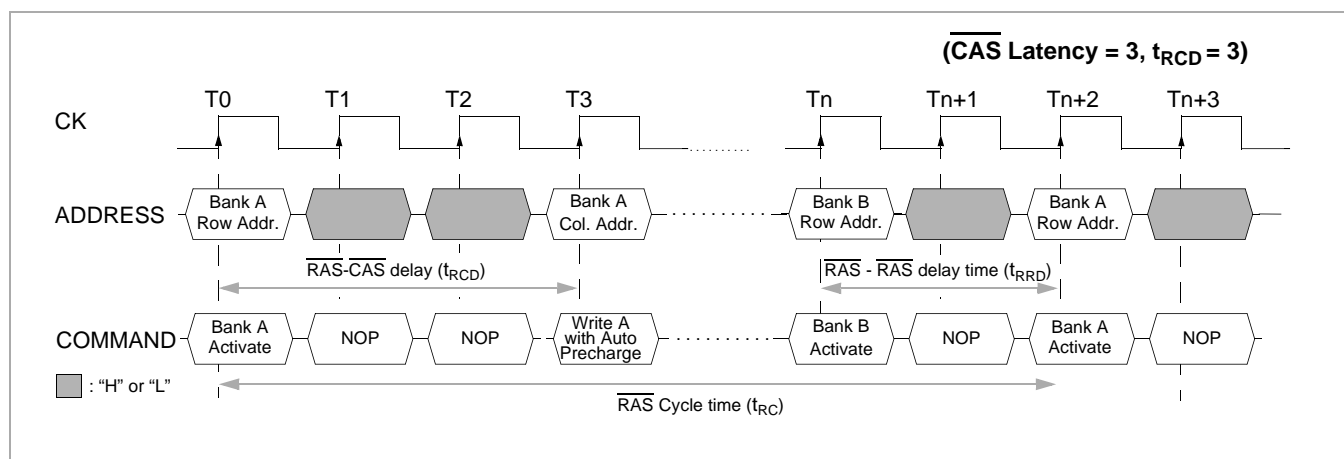 (CAS Latency = 3, tRCD = 3)
T0 T1 T2 T3 Tn Tn+1 Tn+2 Tn+3
CK
ADDRESS
Bank A
Row Addr.
Bank A
Col. Addr.
Bank B
Row Addr.
Bank A
Row Addr.
RAS-CAS delay (tRCD)
RAS - RAS delay time (tRRD)
COMMAND
Bank A
Activate
NOP
NOP
Write A
with Auto
Precharge
Bank B
Activate
NOP
Bank A
Activate
NOP
: “H” or “L”
RAS Cycle time (tRC)